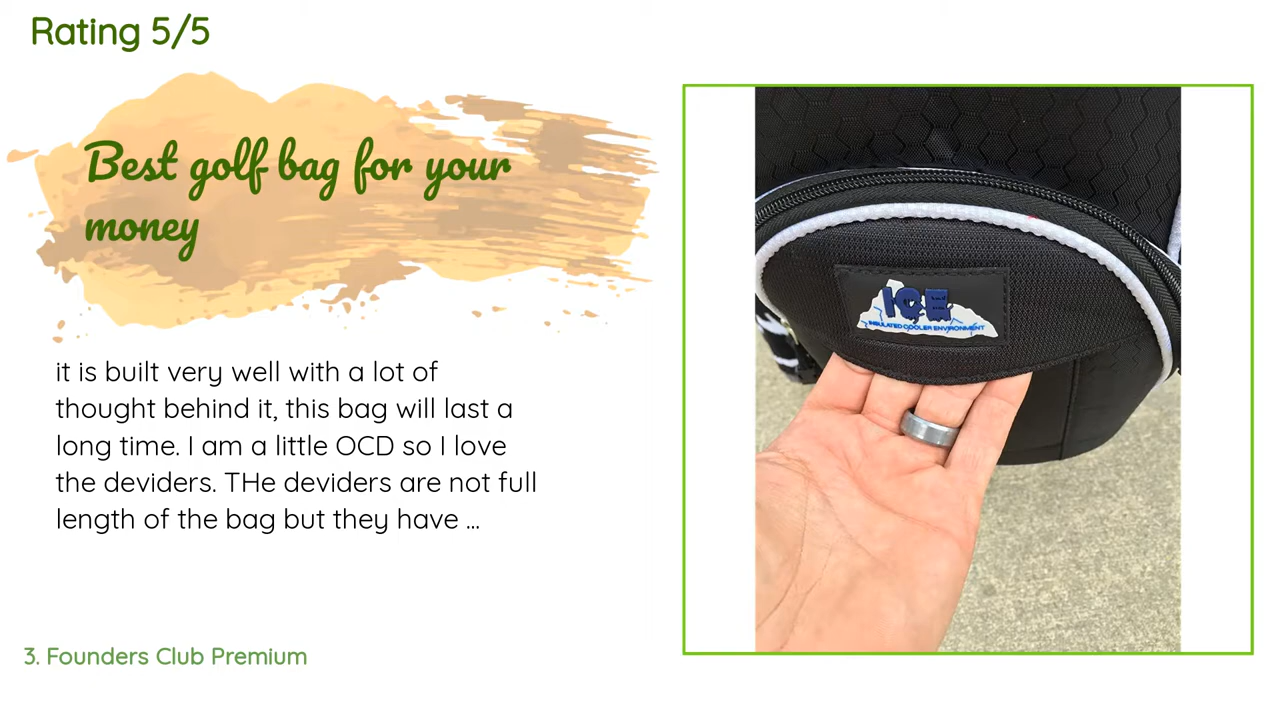 Rating 5/5
Best golf bag for your
money
it is built very well with a lot of
thought behind it, this bag will last a
long time. I am a little OCD so I love
the deviders. THe deviders are not full
length of the bag but they have ...
ICE
INSULATED COOLER ENVIRONMENT
3. Founders Club Premium